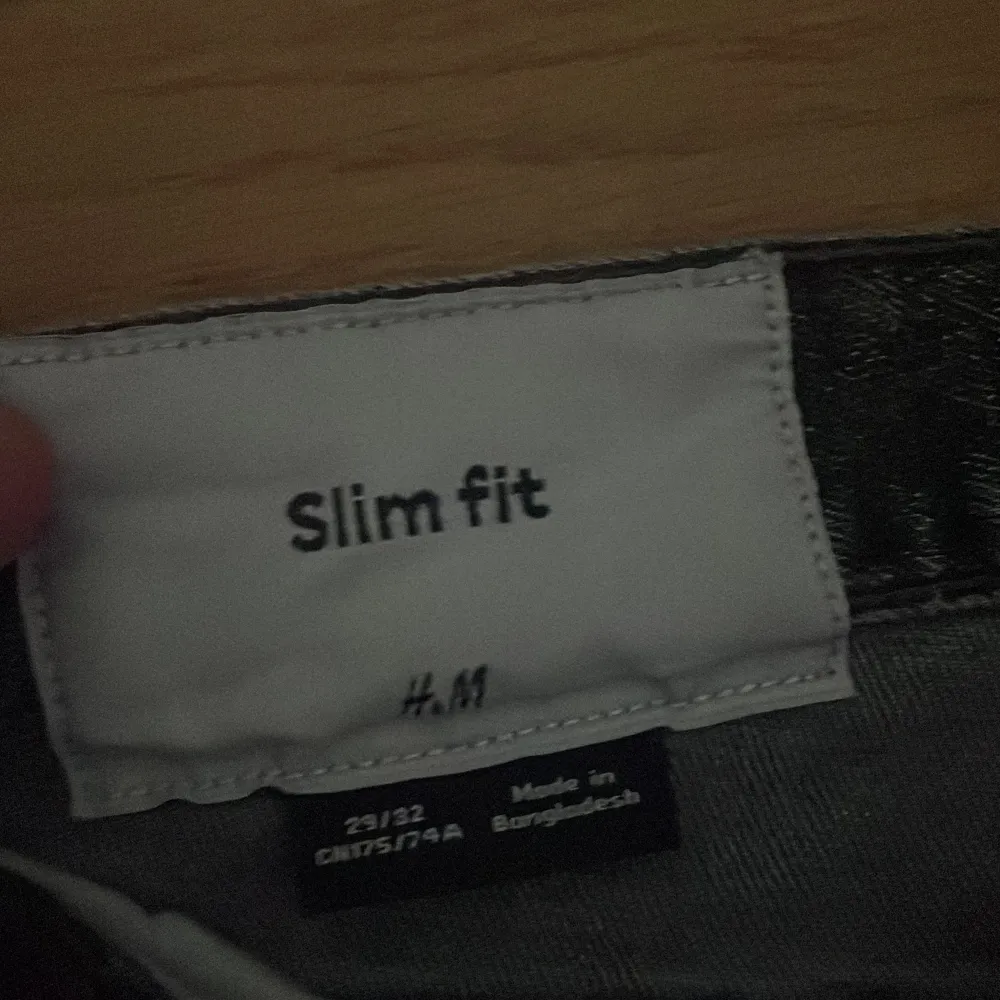 Slim fit
H&M
29/32
CN175/74A
Made in
Bangladesh